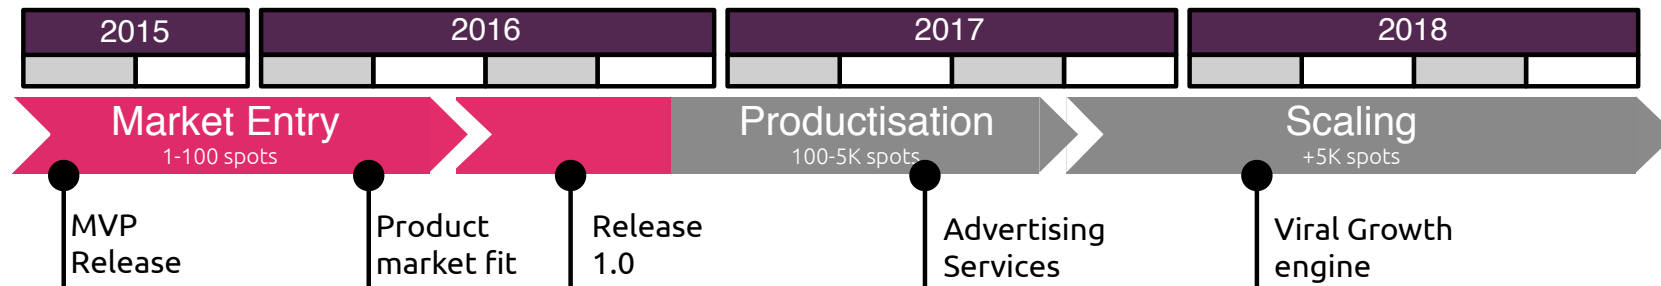 2015
2016
2017
2018
Market Entry
1-100 spots
Productisation
100-5K spots
Scaling
+5K spots
MVP
Release
Product
market fit
Release
1.0
Advertising
Services
Viral Growth
engine